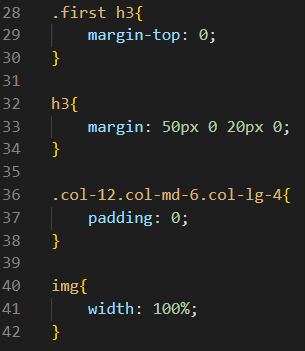 28 .first h3{
29 margin-top: 0;
30 }
31
32 h3{
33 margin: 50px 0 20px 0;
34 }
35
36 .col-12.col-md-6.col-lg-4{
37 padding: 0;
38 }
39
40 img{
41 width: 100%;
42 }